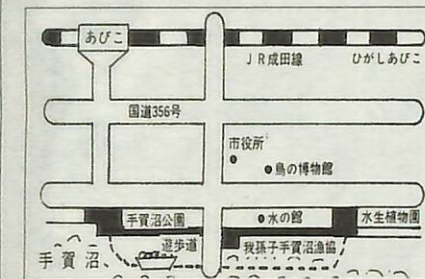 あびこ
JR成田線
ひがしあびこ
国道356号
市役所
鳥の博物館
手賀沼公園
水の館
水生植物園
遊歩道
我孫子手賀沼漁協
手賀沼